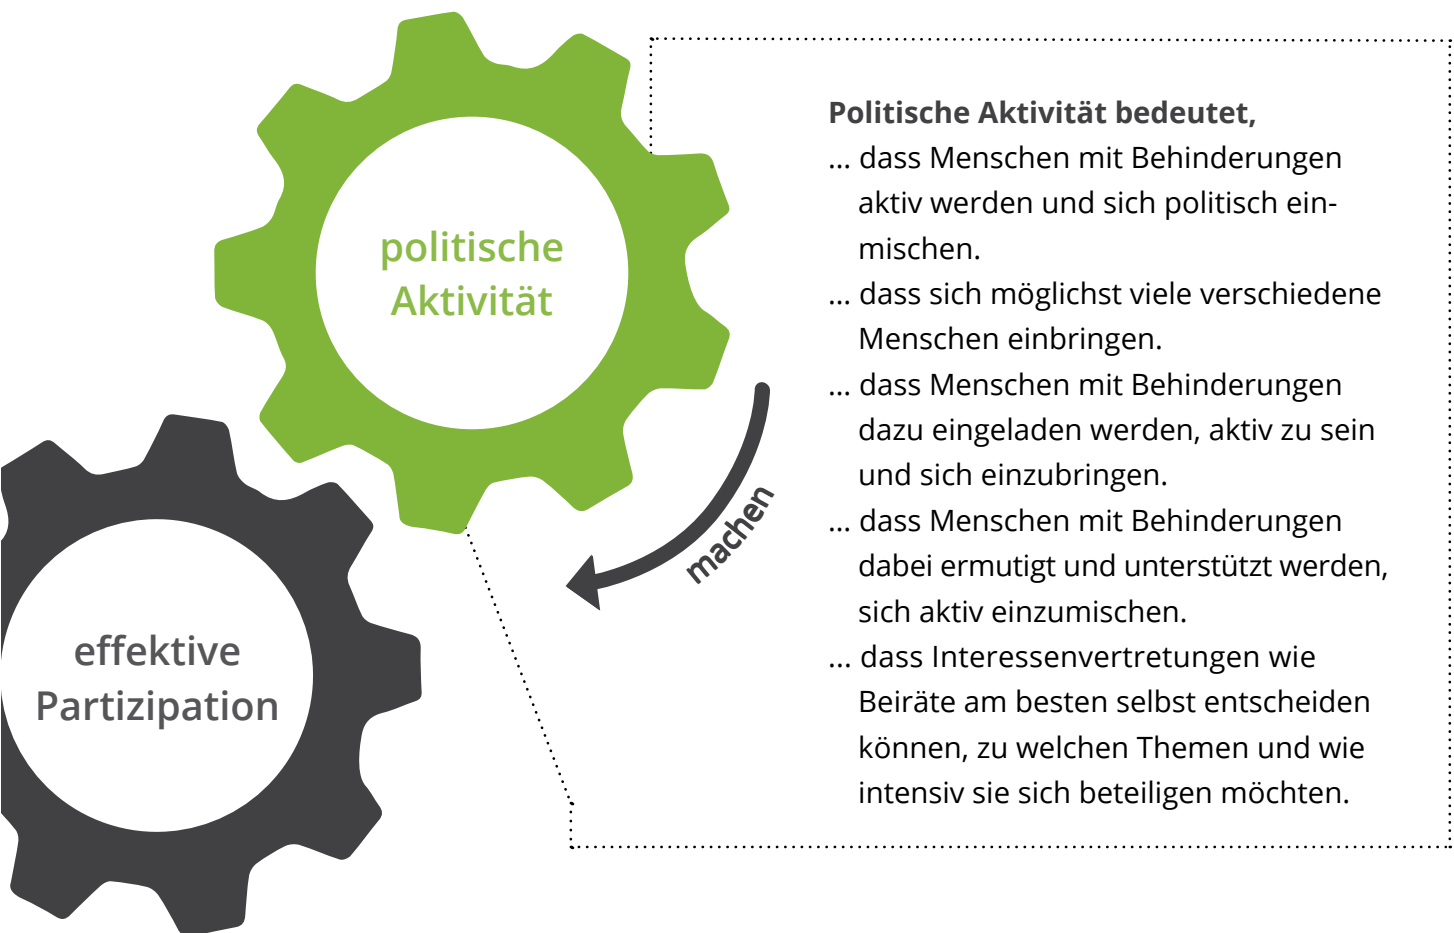 politische
Aktivität
effektive
Partizipation
machen
Politische Aktivität bedeutet,
... dass Menschen mit Behinderungen
aktiv werden und sich politisch ein-
mischen.
... dass sich möglichst viele verschiedene
Menschen einbringen.
... dass Menschen mit Behinderungen
dazu eingeladen werden, aktiv zu sein
und sich einzubringen.
... dass Menschen mit Behinderungen
dabei ermutigt und unterstützt werden,
sich aktiv einzumischen.
... dass Interessenvertretungen wie
Beiräte am besten selbst entscheiden
können, zu welchen Themen und wie
intensiv sie sich beteiligen möchten.